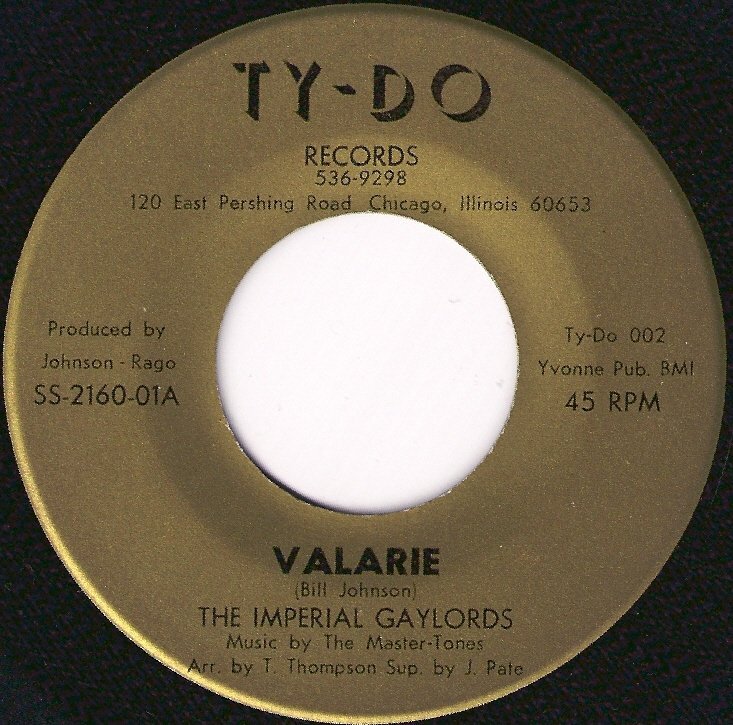 TY-DO
RECORDS
536-9298
120 East Pershing Road Chicago, Illinois 60653
Produced by
Johnson - Rago
SS-2160-01A
Ty-Do 002
Yvonne Pub. BMI
45 RPM
VALARIE
(Bill Johnson)
THE IMPERIAL GAYLORDS
Music by The Master-Tones
Arr. by T. Thompson Sup. by J. Pate